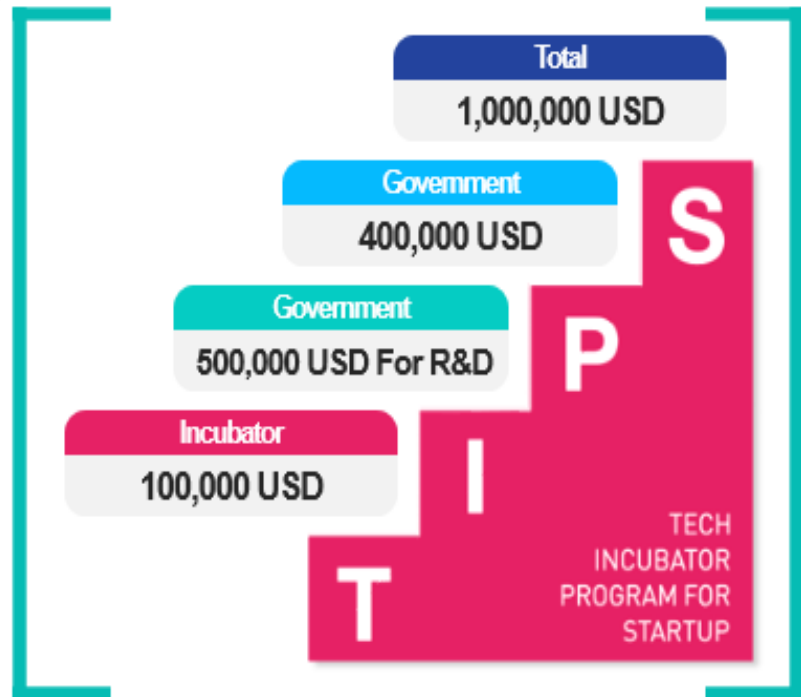 Total
1,000,000 USD
Government
400,000 USD
S
Government
500,000 USD For R&D
P
Incubator
100,000 USD
I
T
TECH
INCUBATOR
PROGRAM FOR
STARTUP